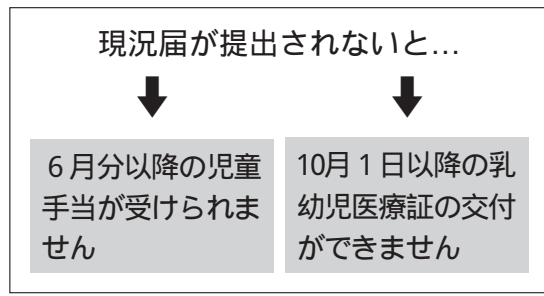 現況届が提出されないと…
６月分以降の児童
手当が受けられま
せん
10月１日以降の乳
幼児医療証の交付
ができません